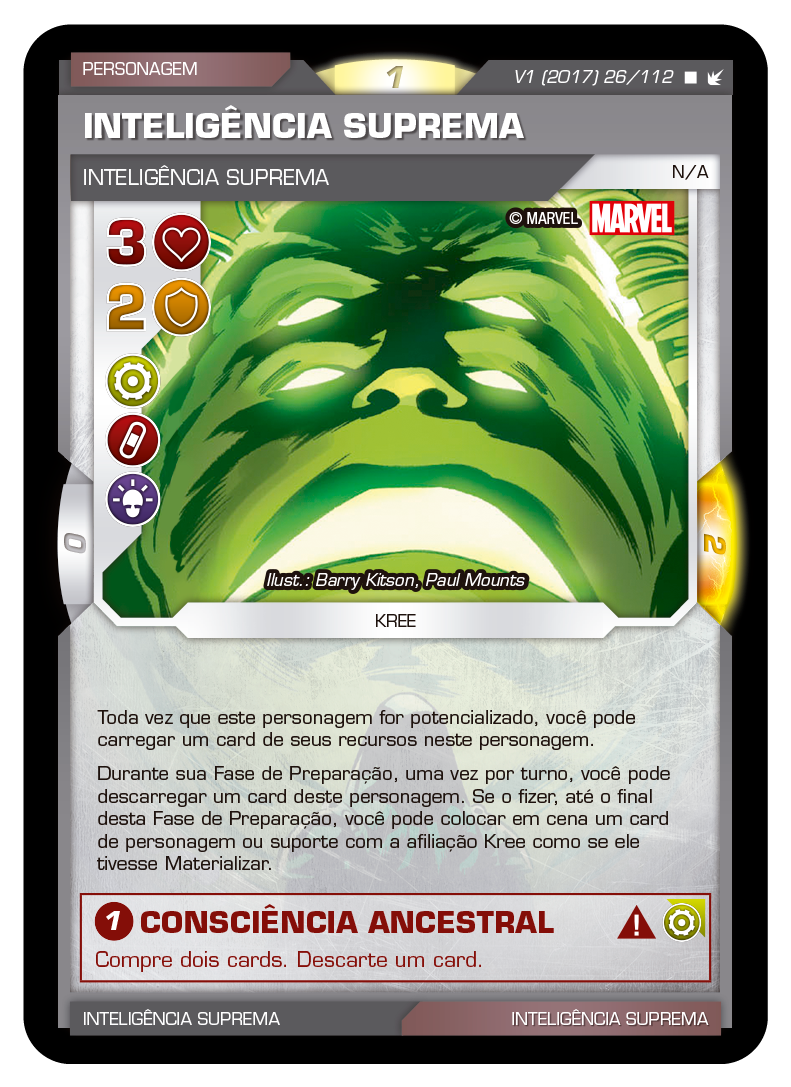 PERSONAGEM
1
V1 (2017) 26/112
INTELIGÊNCIA SUPREMA
INTELIGÊNCIA SUPREMA
N/A
© MARVEL MARVEL
3
2
0
2
Ilust.: Barry Kitson, Paul Mounts
KREE
Toda vez que este personagem for potencializado, você pode
carregar um card de seus recursos neste personagem.
Durante sua Fase de Preparação, uma vez por turno, você pode
descarregar um card deste personagem. Se o fizer, até o final
desta Fase de Preparação, você pode colocar em cena um card
de personagem ou suporte com a afiliação Kree como se ele
tivesse Materializar.
1 CONSCIÊNCIA ANCESTRAL
Compre dois cards. Descarte um card.
INTELIGÊNCIA SUPREMA
INTELIGÊNCIA SUPREMA